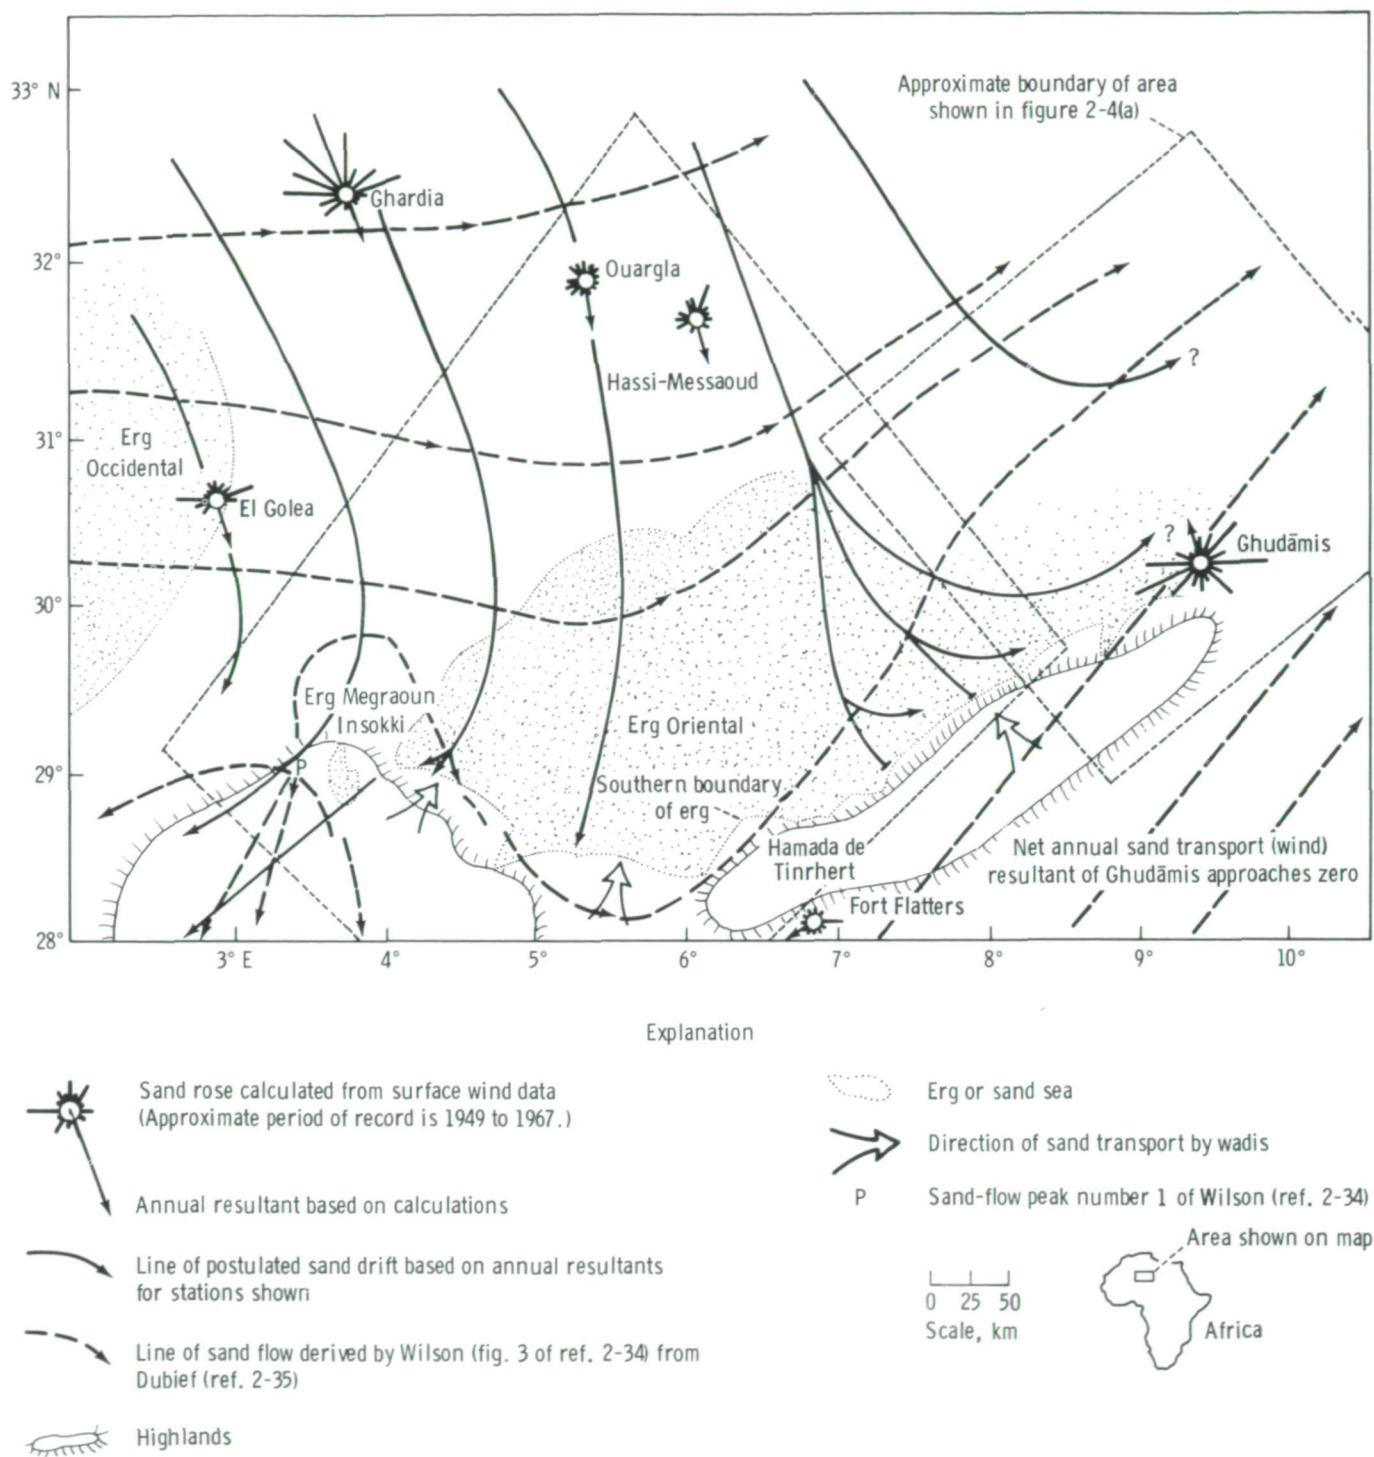 33° N
Approximate boundary of area
shown in figure 2-4(a)
Ghardia
32°
Ouargla
Hassi-Messaoud
?
31°
Erg
Occidental
El Golea
?
Ghudāmis
30°
Erg Megraoun
Insokki
Erg Oriental
29°
P
Southern boundary
of erg
Hamada de
Tinrhert
Net annual sand transport (wind)
resultant of Ghudāmis approaches zero
Fort Flatters
28°
3° E
4°
5°
6°
7°
8°
9°
10°
Explanation
Sand rose calculated from surface wind data
(Approximate period of record is 1949 to 1967.)
Annual resultant based on calculations
Line of postulated sand drift based on annual resultants
for stations shown
Line of sand flow derived by Wilson (fig. 3 of ref. 2-34) from
Dubief (ref. 2-35)
Highlands
Erg or sand sea
Direction of sand transport by wadis
P Sand-flow peak number 1 of Wilson (ref. 2-34)
Area shown on map
0 25 50
Scale, km
Africa